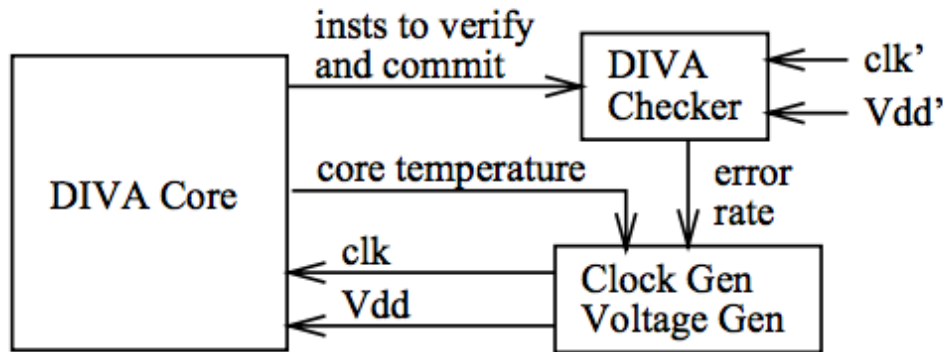 insts to verify
and commit
DIVA
Checker
clk’
Vdd’
DIVA Core
core temperature
error
rate
clk
Vdd
Clock Gen
Voltage Gen